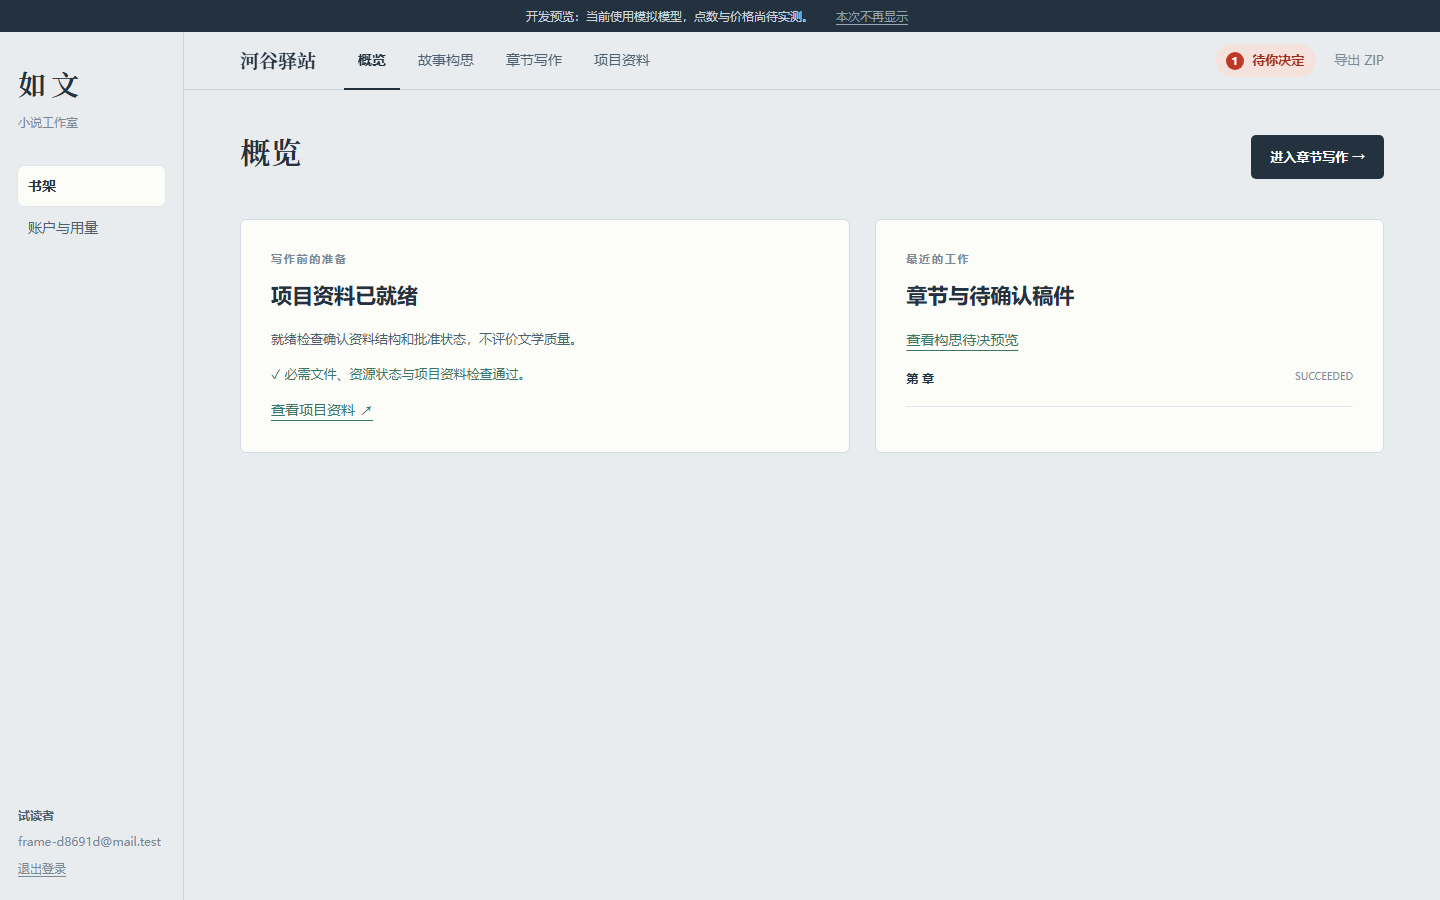 开发预览：当前使用模拟模型，点数与价格尚待实测。 本次不再显示
如文
小说工作室
书架
账户与用量
河谷驿站 概览 故事构思 章节写作 项目资料 1 待你决定 导出 ZIP
概览
进入章节写作 →
写作前的准备
项目资料已就绪
就绪检查确认资料结构和批准状态，不评价文学质量。
✓ 必需文件、资源状态与项目资料检查通过。
查看项目资料 ↗
最近的工作
章节与待确认稿件
查看构思待决预览
第 章 SUCCEEDED
试读者
frame-d8691d@mail.test
退出登录